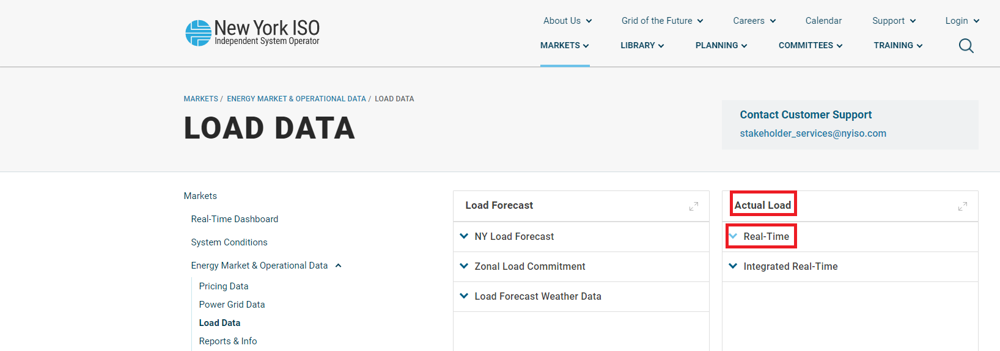 New York ISO
Independent System Operator
About Us
Grid of the Future
Careers
Calendar
Support
Login
MARKETS
LIBRARY
PLANNING
COMMITTEES
TRAINING
MARKETS / ENERGY MARKET & OPERATIONAL DATA / LOAD DATA
LOAD DATA
Contact Customer Support
stakeholder_services@nyiso.com
Markets
Real-Time Dashboard
System Conditions
Energy Market & Operational Data
Pricing Data
Power Grid Data
Load Data
Reports & Info
Load Forecast
NY Load Forecast
Zonal Load Commitment
Load Forecast Weather Data
Actual Load
Real-Time
Integrated Real-Time